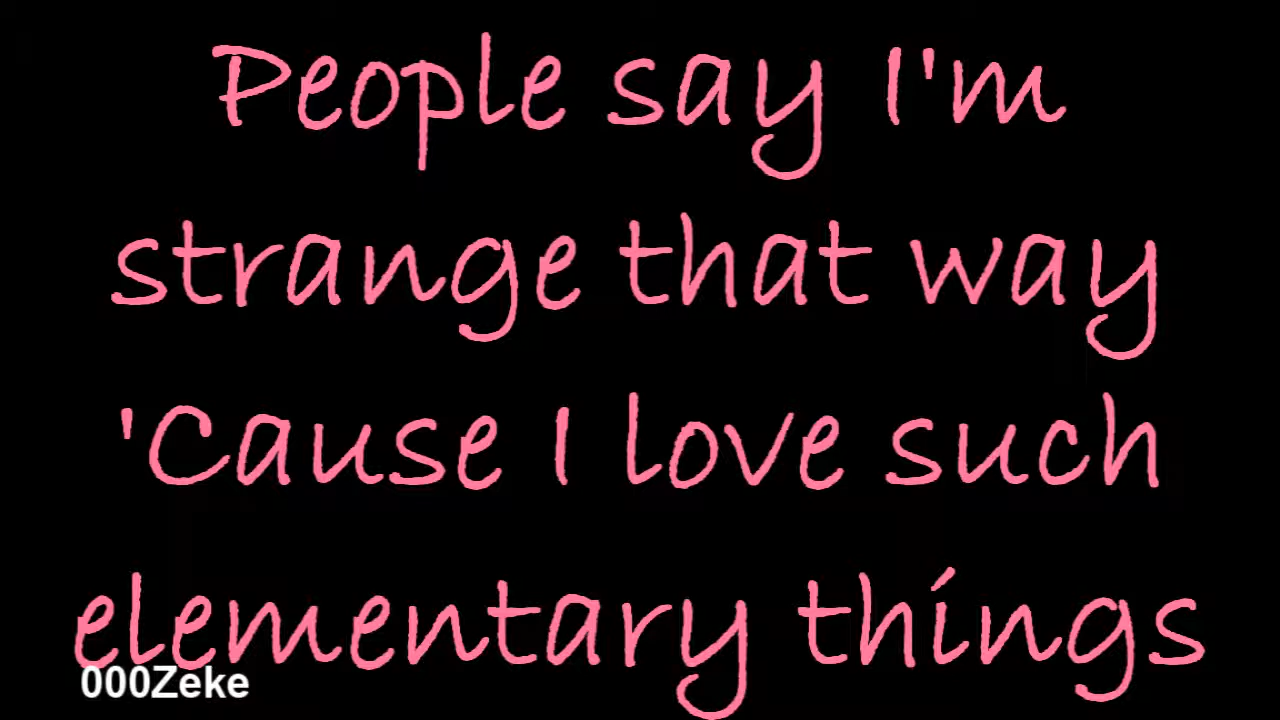 People say I'm
strange that way
'Cause I love such
elementary things
000Zeke